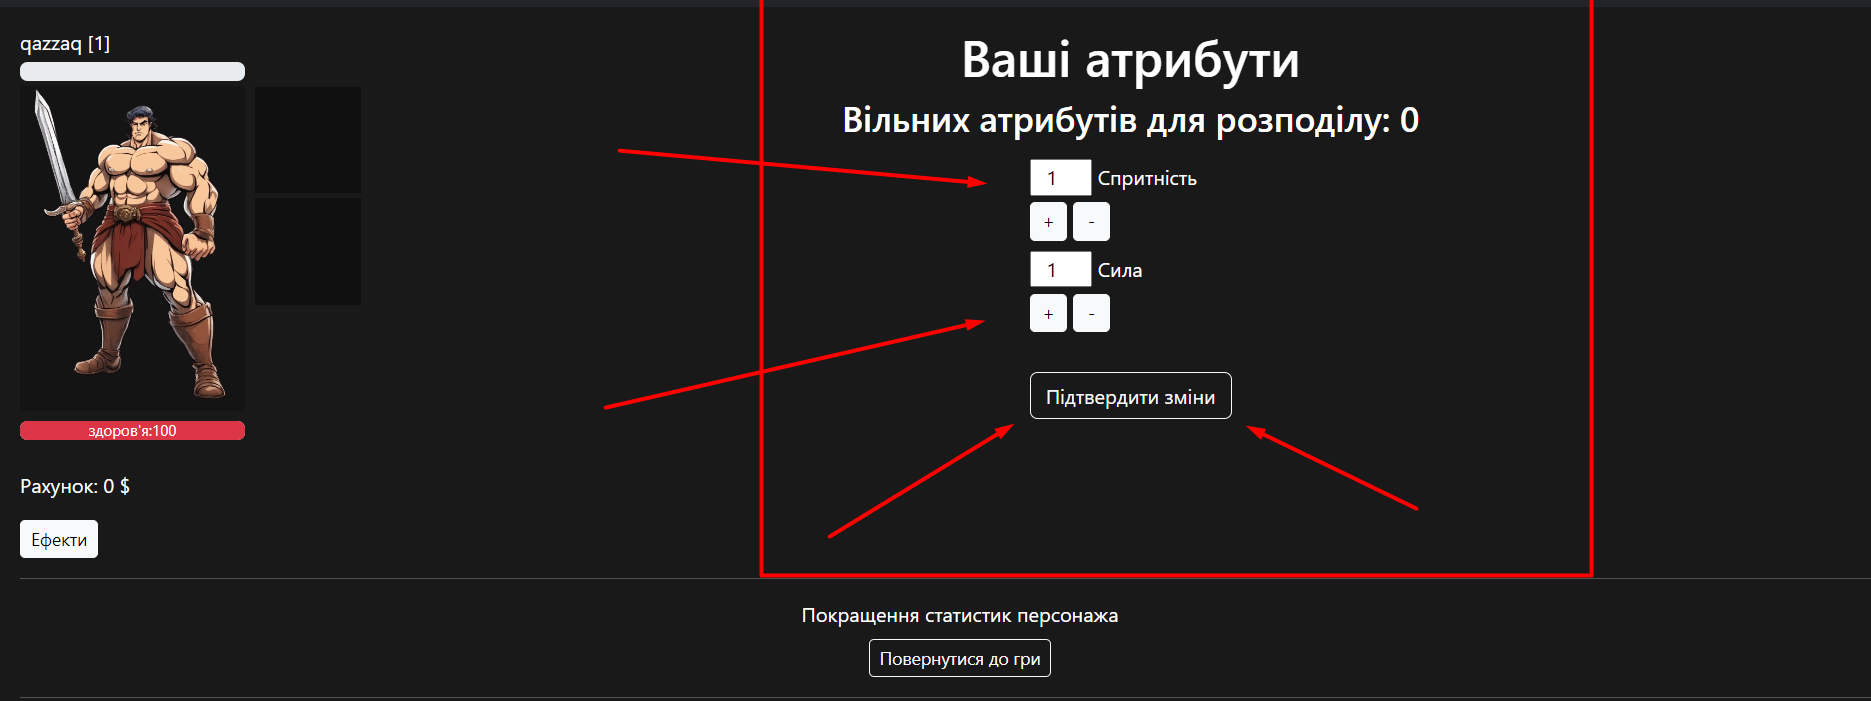 qazzaq [1]
здоров'я:100
Рахунок: 0 $
Ефекти
Ваші атрибути
Вільних атрибутів для розподілу: 0
1 Спритність
+ -
1 Сила
+ -
Підтвердити зміни
Покращення статистик персонажа
Повернутися до гри